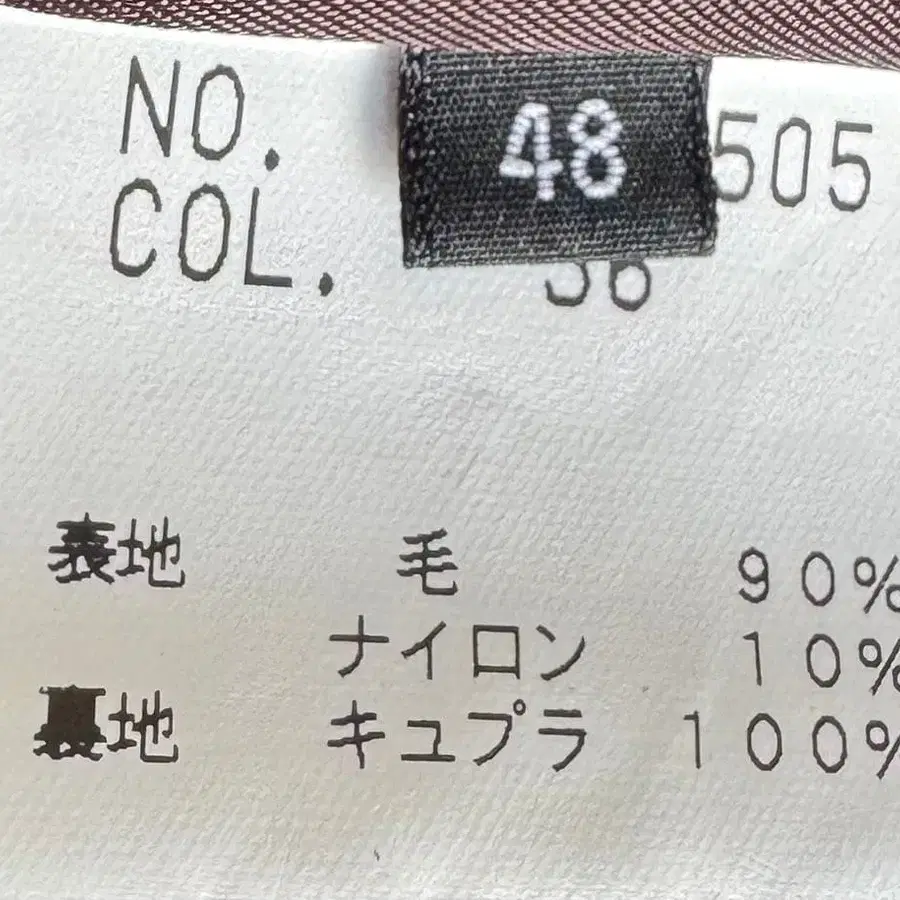 NO. 505
48
COL.
表地 毛 90%
ナイロン 10%
裏地 キュプラ 100%